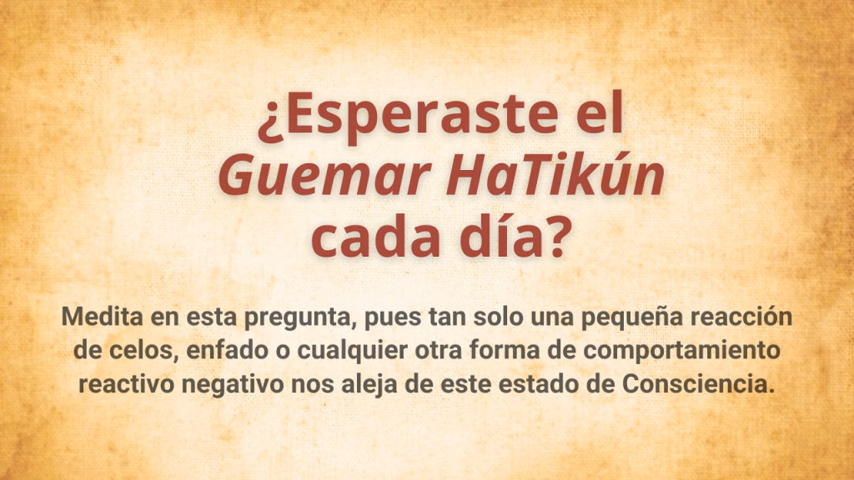 ¿Esperaste el
Guemar HaTikún
cada día?
Medita en esta pregunta, pues tan solo una pequeña reacción
de celos, enfado o cualquier otra forma de comportamiento
reactivo negativo nos aleja de este estado de Consciencia.